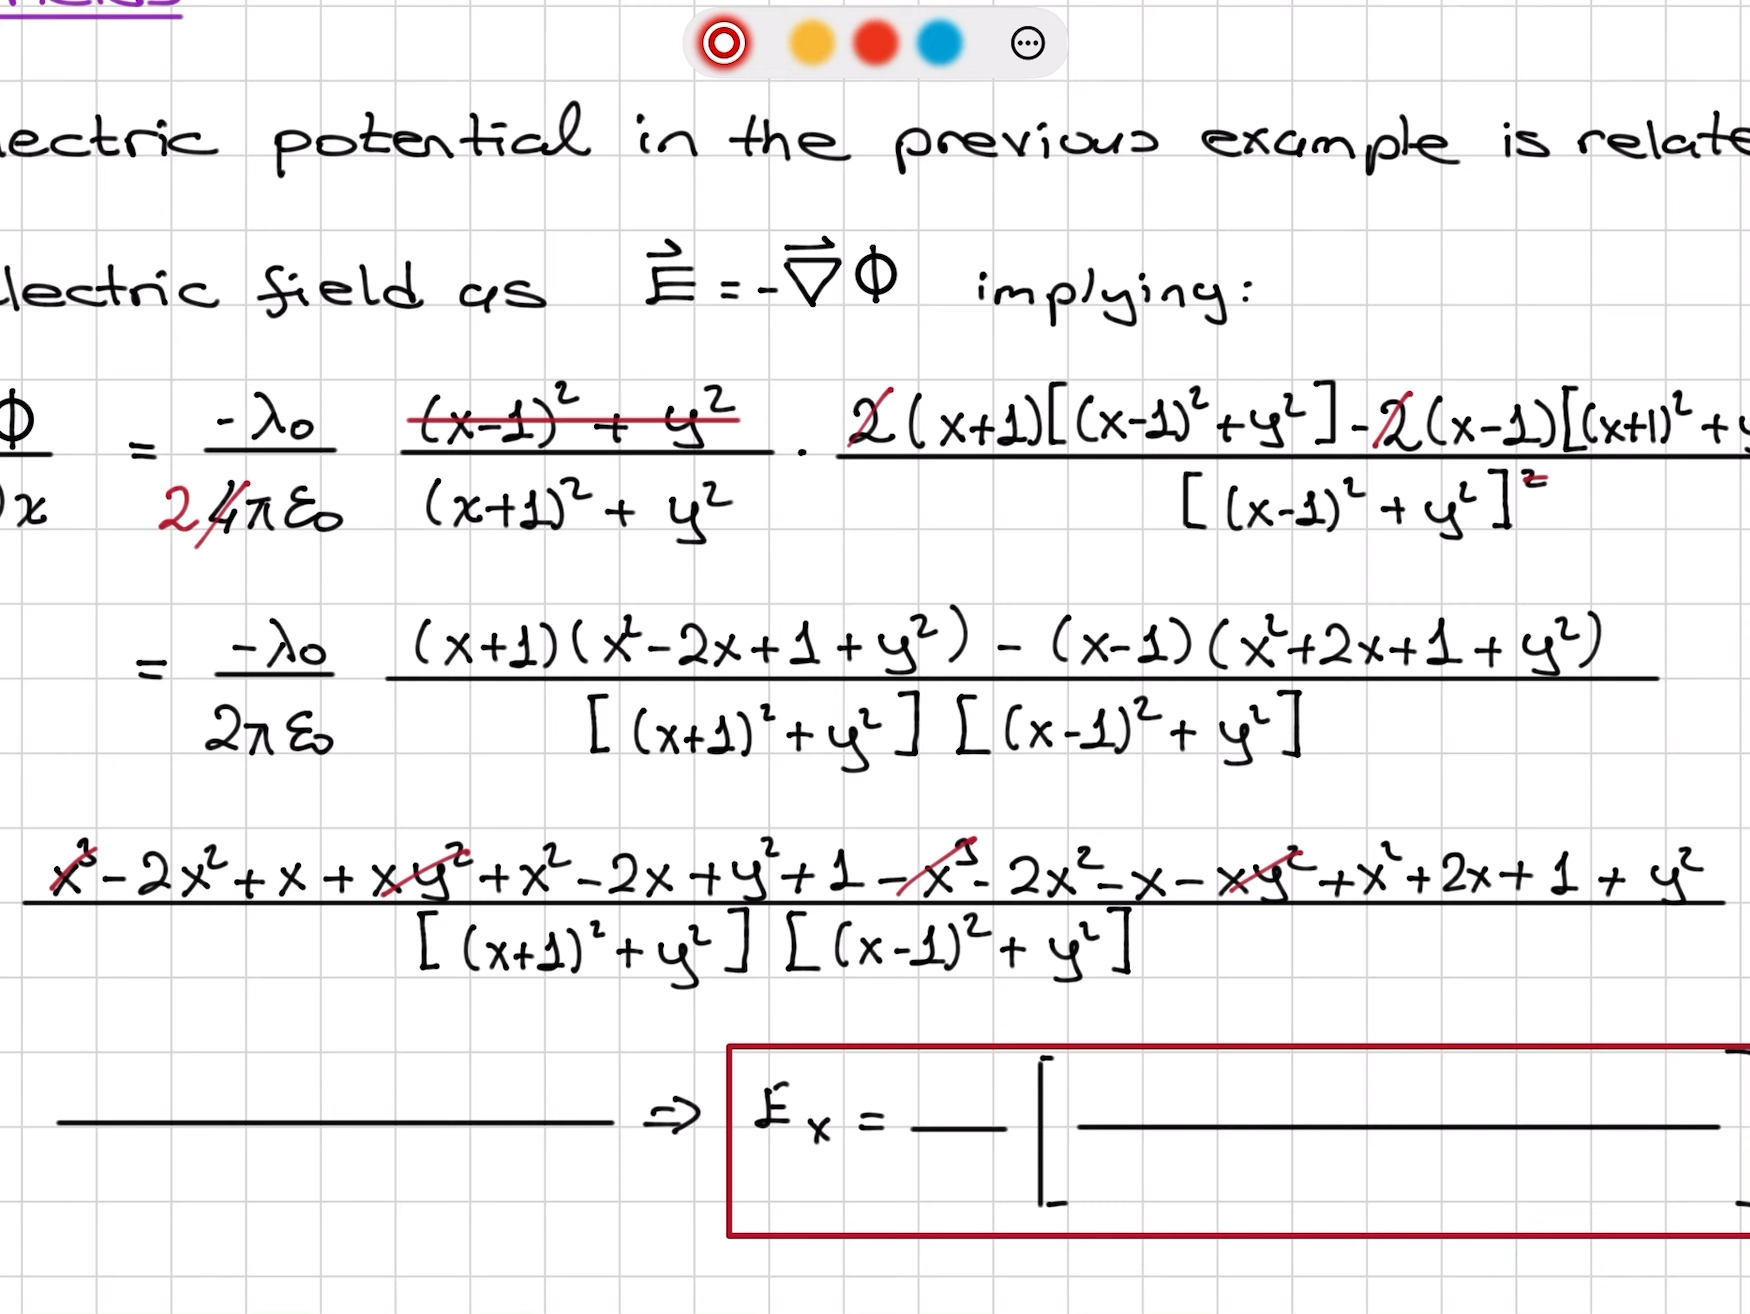 lectric potential in the previous example is relate
lectric field as E⃗ = -∇⃗Φ implying:
Φ/∂x = -λ₀/(2 4πε₀) ((x-1)² + y²)/((x+1)² + y²) · (2(x+1)[(x-1)²+y²] - 2(x-1)[(x+1)²+y)/([(x-1)²+y²]²)
= -λ₀/(2πε₀) ((x+1)(x²-2x+1+y²) - (x-1)(x²+2x+1+y²))/([(x+1)²+y²][(x-1)²+y²])
(x³-2x²+x+xy²+x²-2x+y²+1-x³-2x²-x-xy²+x²+2x+1+y²)/([(x+1)²+y²][(x-1)²+y²])
⇒ Eₓ = [ ]